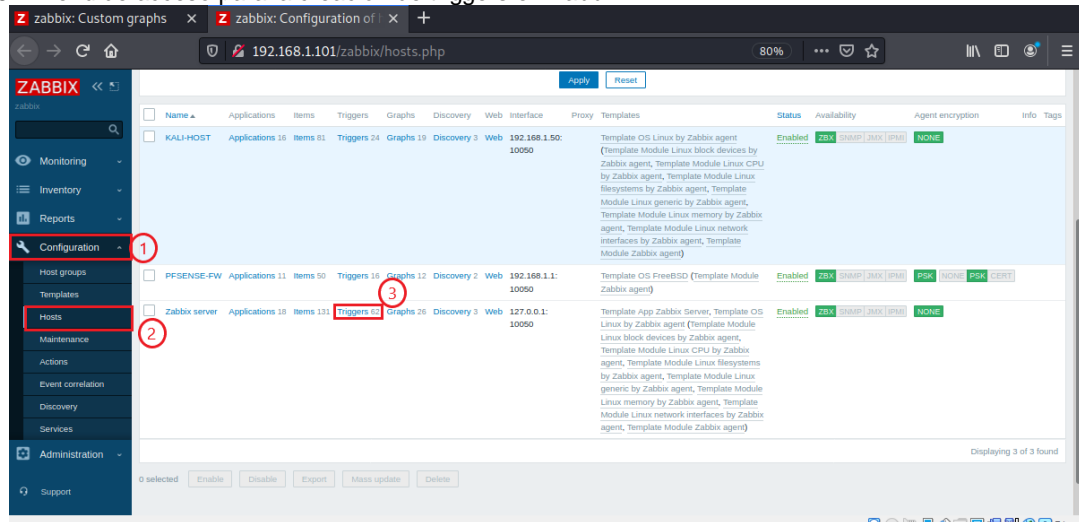 zabbix: Custom graphs
zabbix: Configuration of h
192.168.1.101/zabbix/hosts.php
80%
ZABBIX
zabbix
Monitoring
Inventory
Reports
Configuration
Host groups
Templates
Hosts
Maintenance
Actions
Event correlation
Discovery
Services
Administration
Support
1
2
3
Apply Reset
Name Applications Items Triggers Graphs Discovery Web Interface Proxy Templates Status Availability Agent encryption Info Tags
KALI-HOST Applications 16 Items 81 Triggers 24 Graphs 19 Discovery 3 Web 192.168.1.50: Template OS Linux by Zabbix agent Enabled ZBX SNMP JMX IPMI NONE
10050 (Template Module Linux block devices by
Zabbix agent, Template Module Linux CPU
by Zabbix agent, Template Module Linux
filesystems by Zabbix agent, Template
Module Linux generic by Zabbix agent,
Template Module Linux memory by Zabbix
agent, Template Module Linux network
interfaces by Zabbix agent, Template
Module Zabbix agent)
PFSENSE-FW Applications 11 Items 50 Triggers 16 Graphs 12 Discovery 2 Web 192.168.1.1: Template OS FreeBSD (Template Module Enabled ZBX SNMP JMX IPMI PSK NONE PSK CERT
10050 Zabbix agent)
Zabbix server Applications 18 Items 131 Triggers 62 Graphs 26 Discovery 3 Web 127.0.0.1: Template App Zabbix Server, Template OS Enabled ZBX SNMP JMX IPMI NONE
10050 Linux by Zabbix agent (Template Module
Linux block devices by Zabbix agent,
Template Module Linux CPU by Zabbix
agent, Template Module Linux filesystems
by Zabbix agent, Template Module Linux
generic by Zabbix agent, Template Module
Linux memory by Zabbix agent, Template
Module Linux network interfaces by Zabbix
agent, Template Module Zabbix agent)
Displaying 3 of 3 found
0 selected Enable Disable Export Mass update Delete